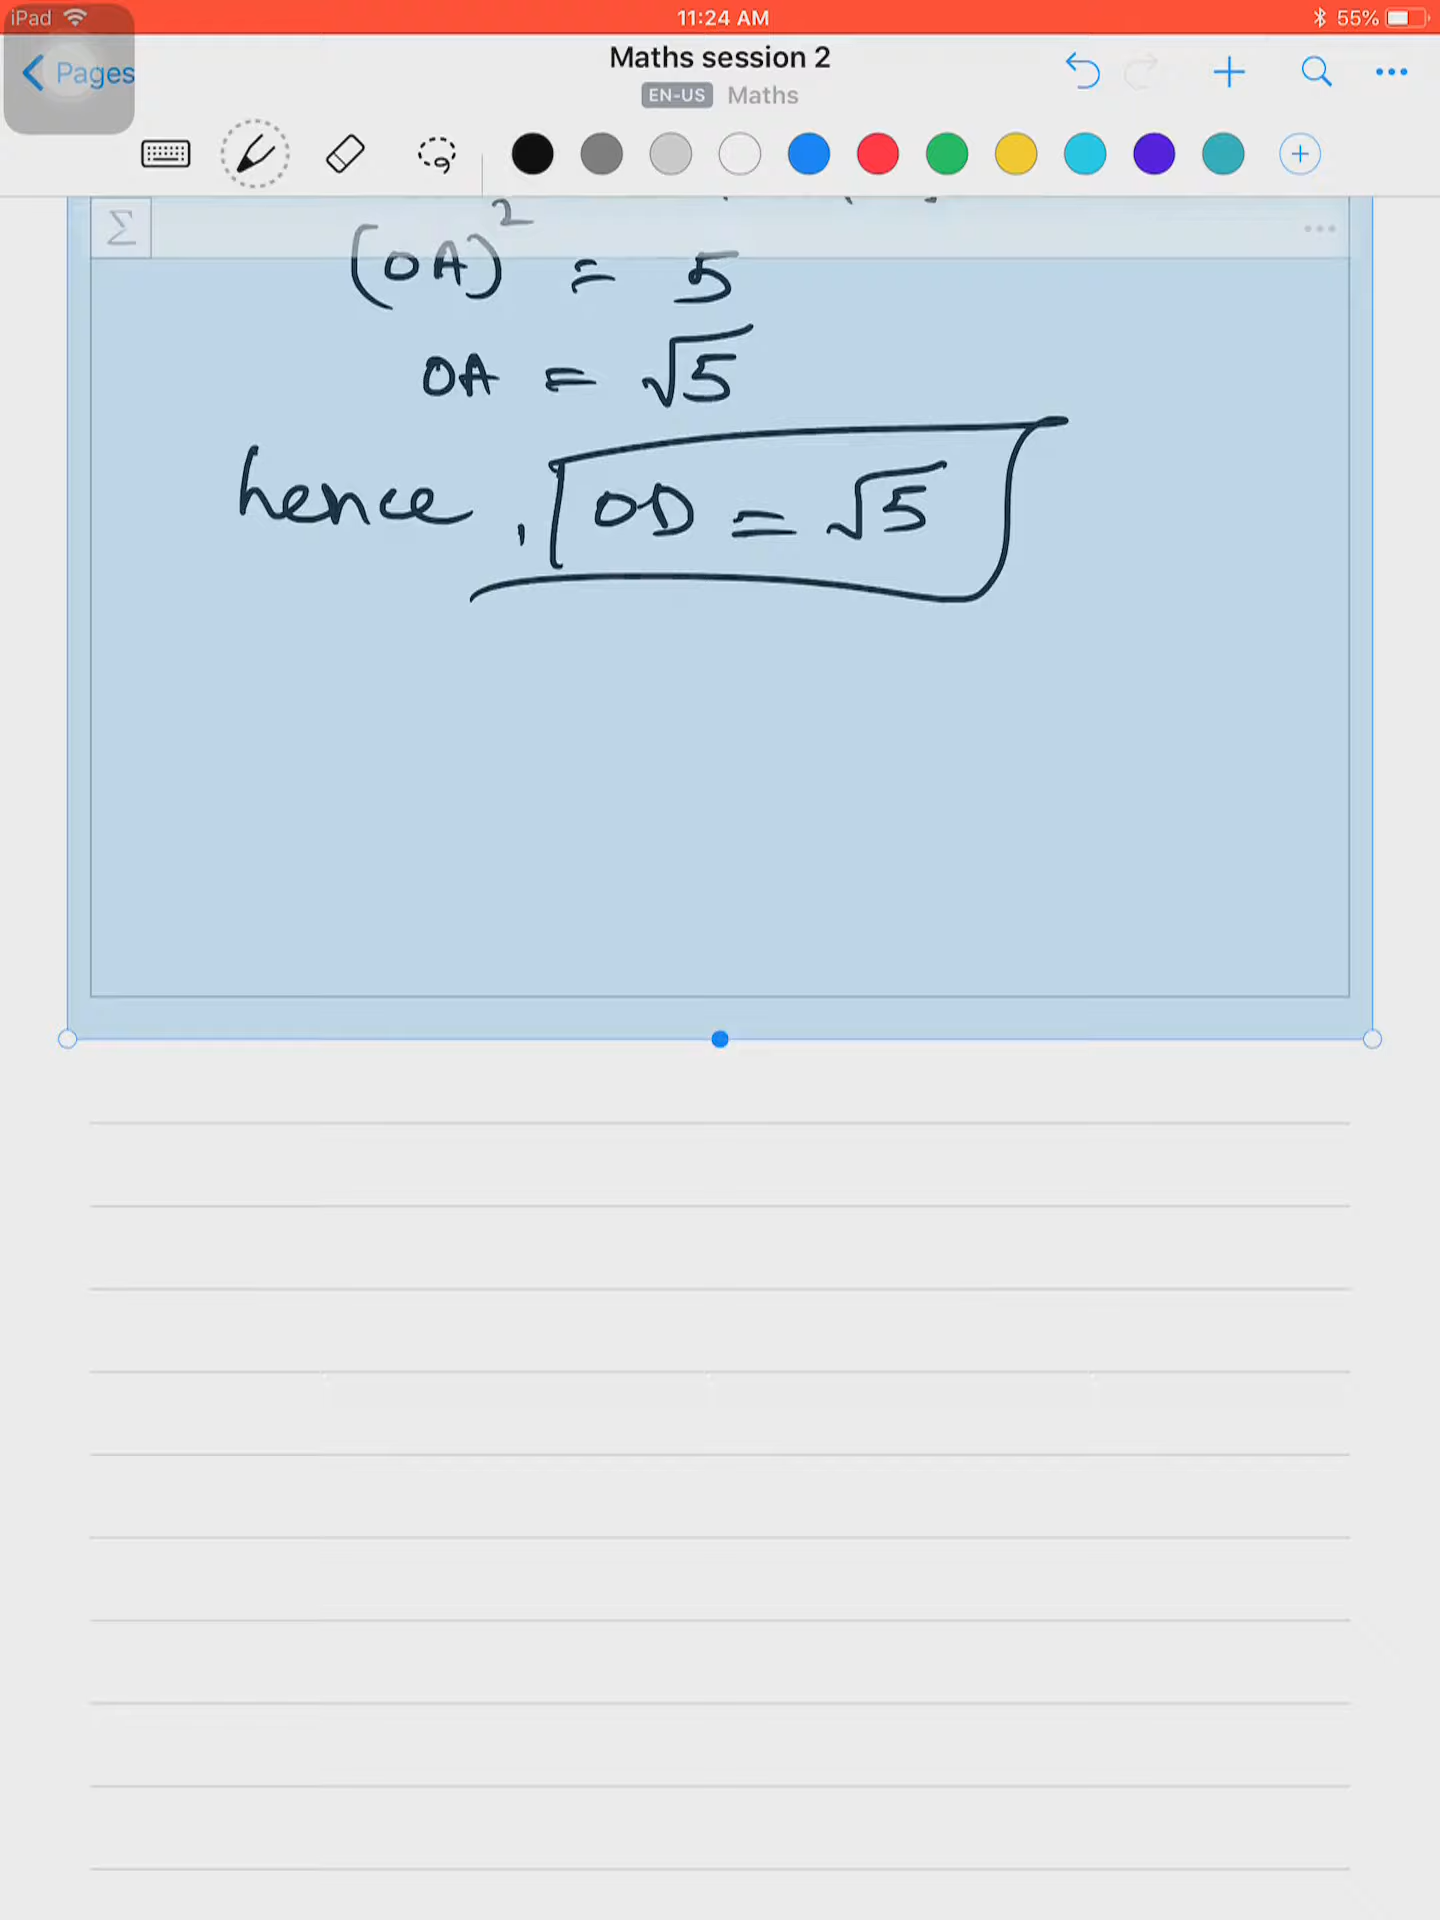 iPad 11:24 AM 55%
Pages Maths session 2
EN-US Maths
Σ
(OA)² = 5
OA = √5
hence, OD = √5